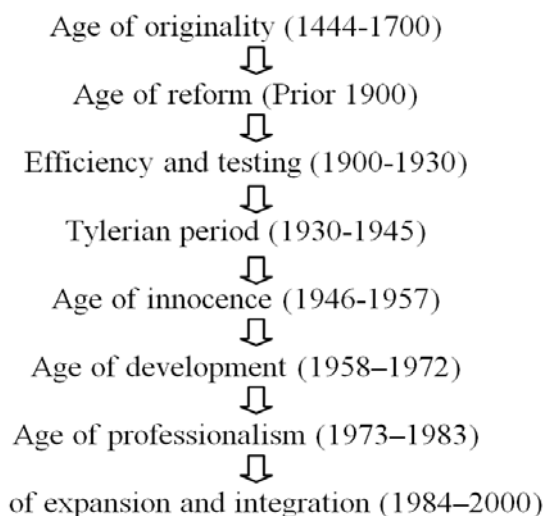 Age of originality (1444-1700)
Age of reform (Prior 1900)
Efficiency and testing (1900-1930)
Tylerian period (1930-1945)
Age of innocence (1946-1957)
Age of development (1958–1972)
Age of professionalism (1973–1983)
of expansion and integration (1984–2000)